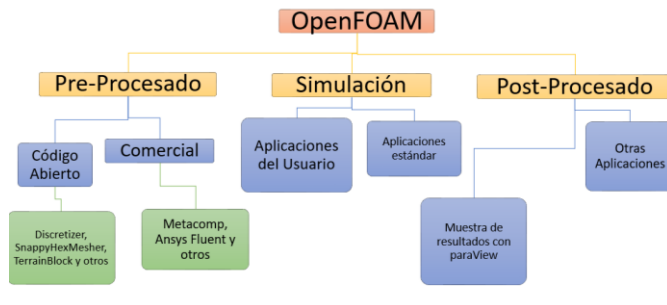 OpenFOAM
Pre-Procesado
Simulación
Post-Procesado
Código
Abierto
Comercial
Aplicaciones
del Usuario
Aplicaciones
estándar
Otras
Aplicaciones
Discretizer,
SnappyHexMesher,
TerrainBlock y otros
Metacomp,
Ansys Fluent y
otros
Muestra de
resultados con
paraView